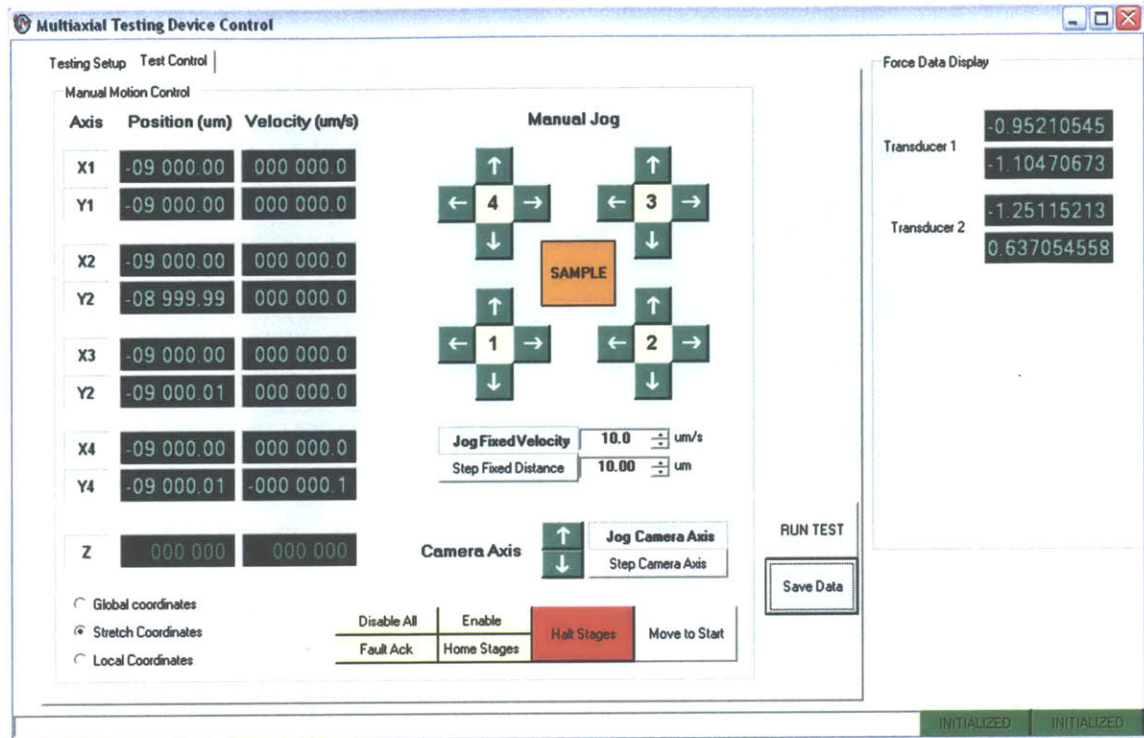 Multiaxial Testing Device Control
Testing Setup Test Control
Manual Motion Control
Axis Position (um) Velocity (um/s)
X1 -09 000.00 000 000.0
Y1 -09 000.00 000 000.0
X2 -09 000.00 000 000.0
Y2 -08 999.99 000 000.0
X3 -09 000.00 000 000.0
Y2 -09 000.01 000 000.0
X4 -09 000.00 000 000.0
Y4 -09 000.01 -000 000.1
Z 000 000 000 000
Global coordinates
Stretch Coordinates
Local Coordinates
Manual Jog
↑ ↑
← 4 → ← 3 →
↓ ↓
SAMPLE
↑ ↑
← 1 → ← 2 →
↓ ↓
Jog Fixed Velocity 10.0 um/s
Step Fixed Distance 10.00 um
Camera Axis ↑ ↓
Jog Camera Axis
Step Camera Axis
Disable All Enable
Fault Ack Home Stages
Halt Stages
Move to Start
RUN TEST
Save Data
Force Data Display
Transducer 1
-0.95210545
-1.10470673
Transducer 2
-1.25115213
0.637054558
INITIALIZED INITIALIZED